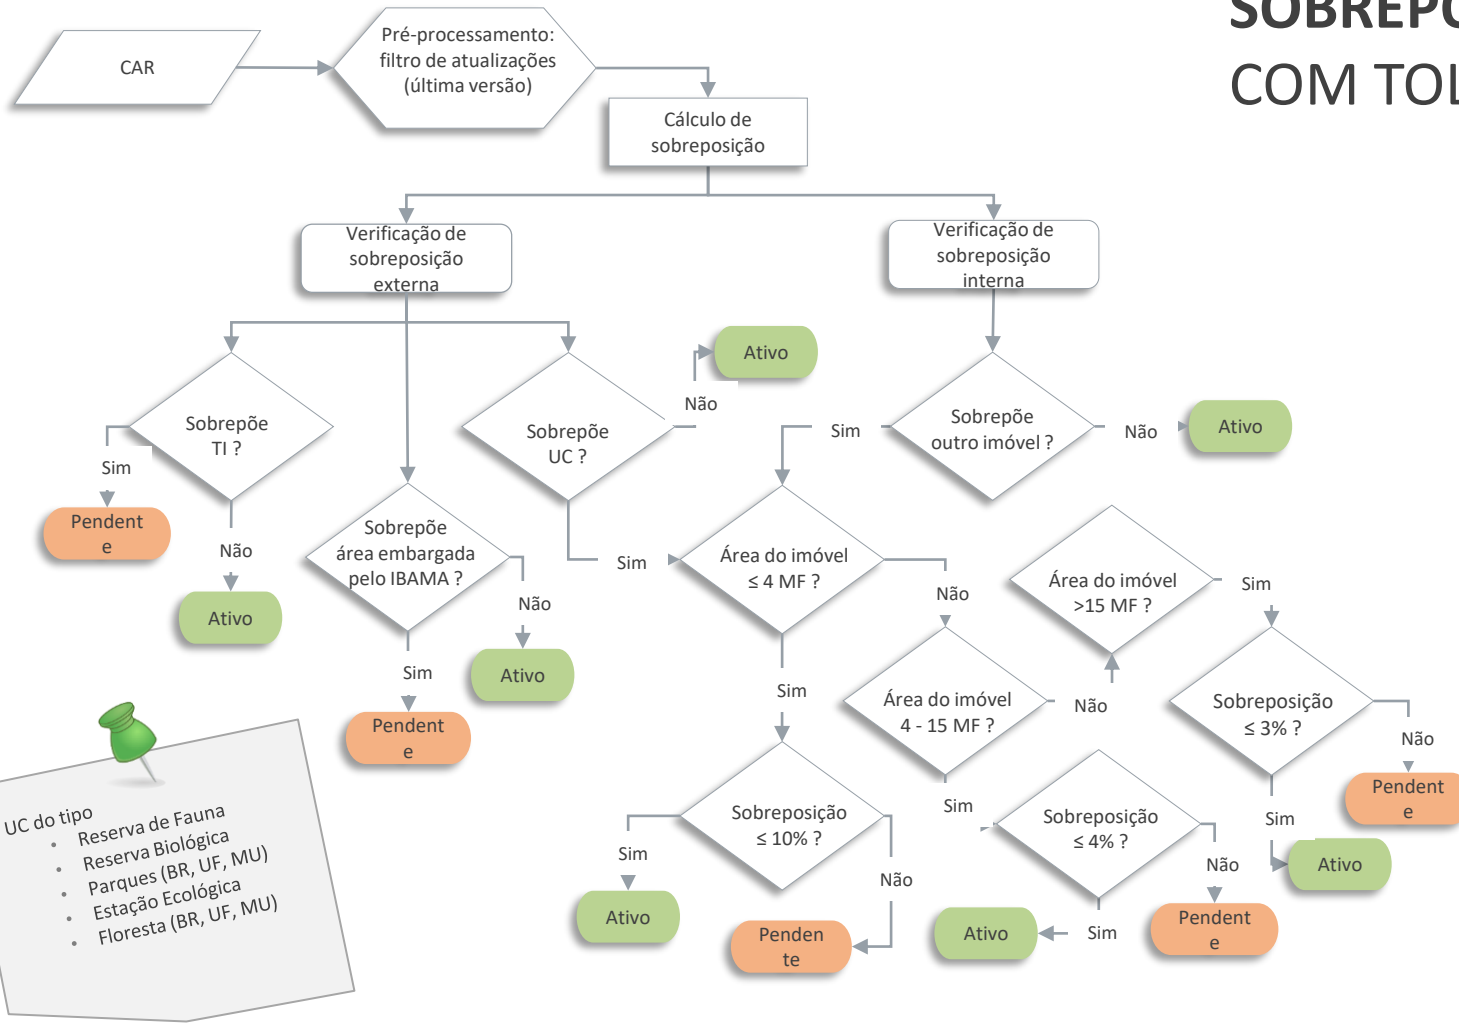 SOBREPO
COM TOL
CAR
Pré-processamento:
filtro de atualizações
(última versão)
Cálculo de
sobreposição
Verificação de
sobreposição
externa
Verificação de
sobreposição
interna
Ativo
Sobrepõe
TI ?
Sobrepõe
UC ?
Não
Sim
Sobrepõe
outro imóvel ?
Não
Ativo
Sim
Pendent
e
Não
Ativo
Sobrepõe
área embargada
pelo IBAMA ?
Não
Ativo
Sim
Pendent
e
Sim
Área do imóvel
≤ 4 MF ?
Não
Área do imóvel
>15 MF ?
Sim
Sim
Área do imóvel
4 - 15 MF ?
Não
Sobreposição
≤ 3% ?
Não
Pendent
e
Sim
Ativo
Sobreposição
≤ 10% ?
Sim
Ativo
Não
Penden
te
Sim
Sobreposição
≤ 4% ?
Não
Pendent
e
Sim
Ativo
UC do tipo
• Reserva de Fauna
• Reserva Biológica
• Parques (BR, UF, MU)
• Estação Ecológica
• Floresta (BR, UF, MU)